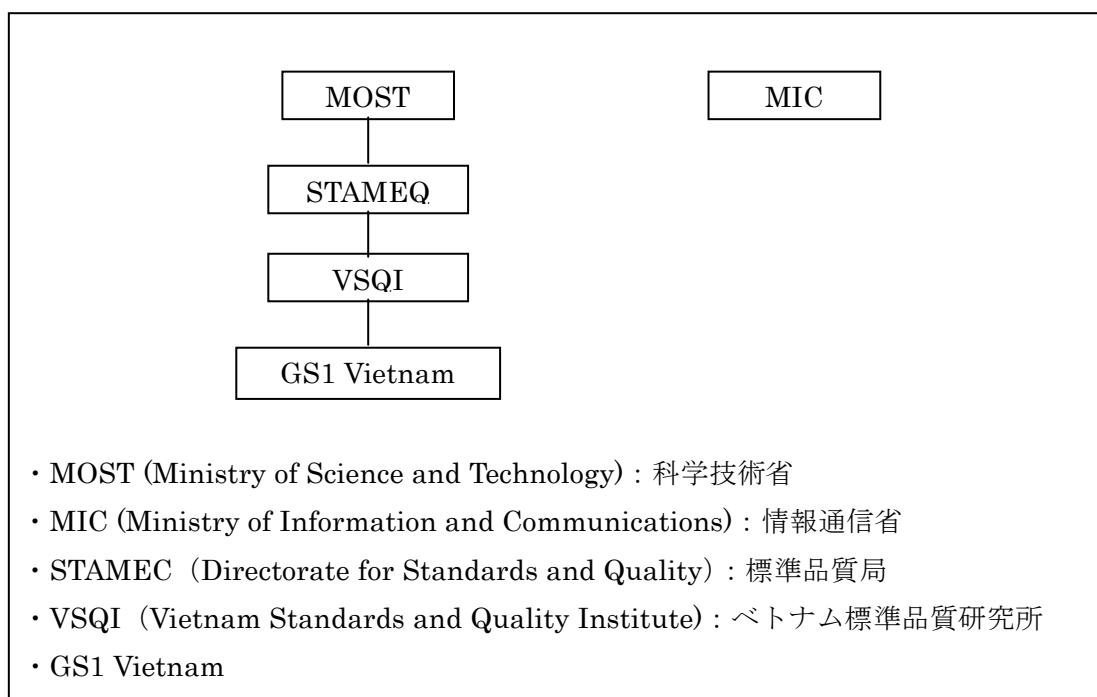 MOST
MIC
STAMEQ
VSQI
GS1 Vietnam
・MOST (Ministry of Science and Technology)：科学技術省
・MIC (Ministry of Information and Communications)：情報通信省
・STAMEC（Directorate for Standards and Quality）：標準品質局
・VSQI（Vietnam Standards and Quality Institute)：ベトナム標準品質研究所
・GS1 Vietnam